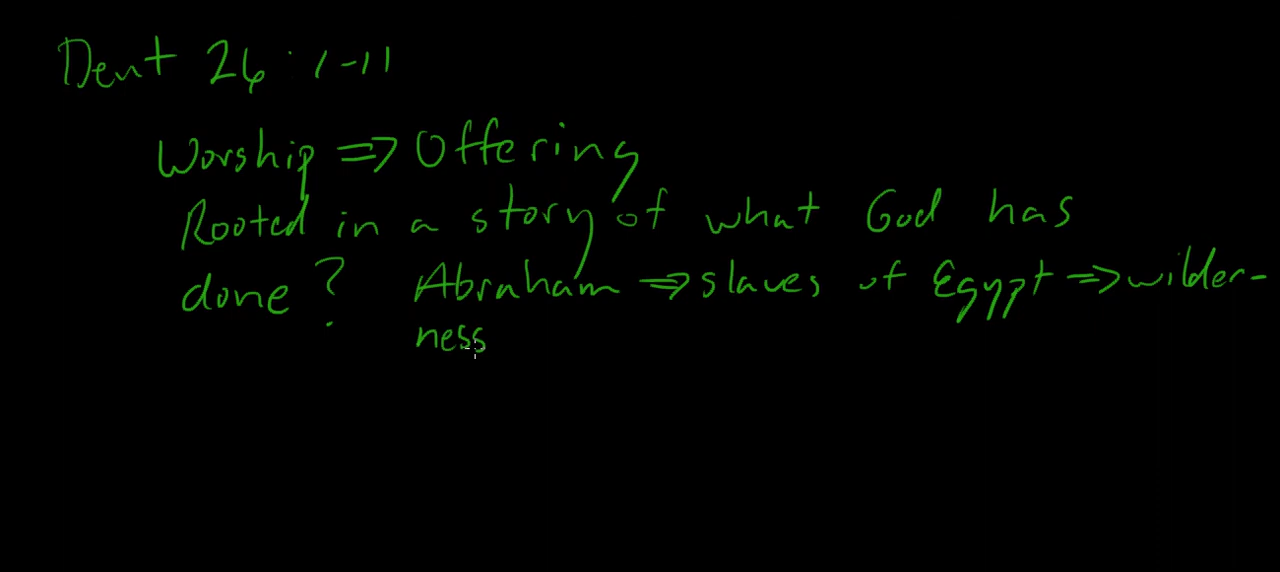 Deut 26:1-11
Worship => Offering
Rooted in a story of what God has
done? Abraham => slaves of Egypt => wilder-
ness